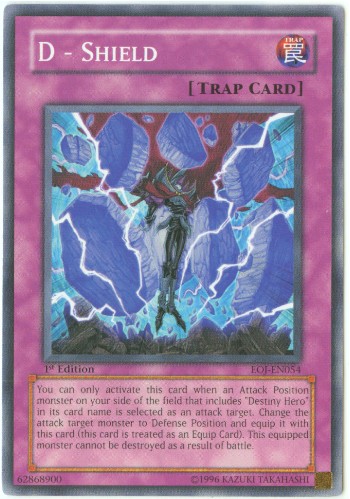 D - SHIELD
TRAP
罠
[TRAP CARD]
1st Edition
EOJ-EN054
You can only activate this card when an Attack Position
monster on your side of the field that includes "Destiny Hero"
in its card name is selected as an attack target. Change the
attack target monster to Defense Position and equip it with
this card (this card is treated as an Equip Card). This equipped
monster cannot be destroyed as a result of battle.
62868900
©1996 KAZUKI TAKAHASHI